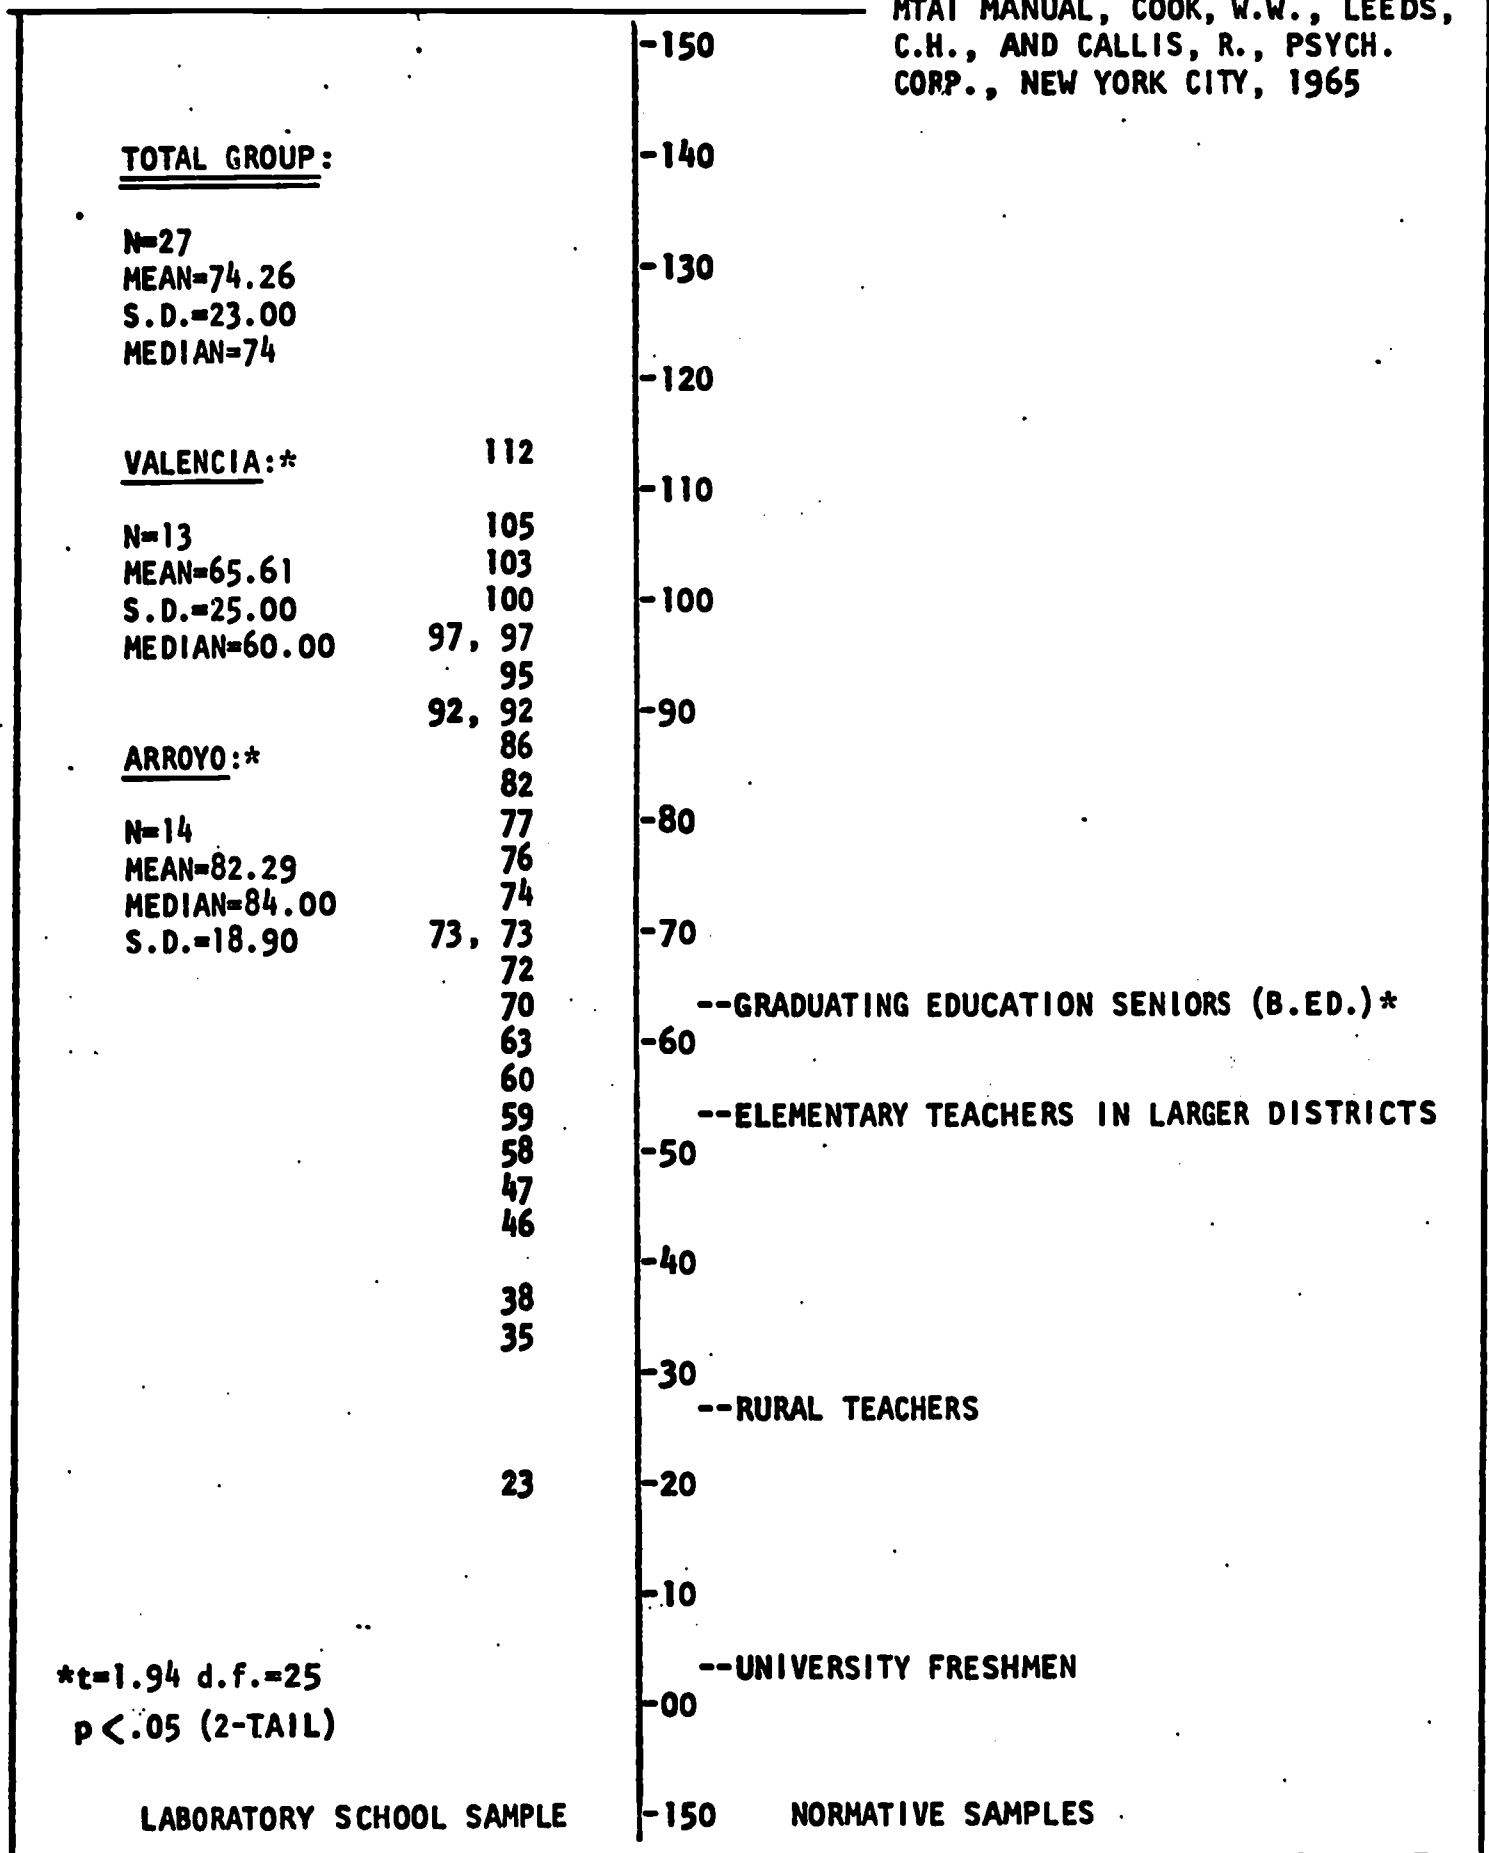 MTAI MANUAL, COOK, W.W., LEEDS,
C.H., AND CALLIS, R., PSYCH.
CORP., NEW YORK CITY, 1965
TOTAL GROUP:
N=27
MEAN=74.26
S.D.=23.00
MEDIAN=74
VALENCIA:*
N=13
MEAN=65.61
S.D.=25.00
MEDIAN=60.00
ARROYO:*
N=14
MEAN=82.29
MEDIAN=84.00
S.D.=18.90
112
105
103
100
97, 97
95
92, 92
86
82
77
76
74
73, 73
72
70
63
60
59
58
47
46
38
35
23
-150
-140
-130
-120
-110
-100
-90
-80
-70
-60
-50
-40
-30
-20
-10
-00
-150
--GRADUATING EDUCATION SENIORS (B.ED.)*
--ELEMENTARY TEACHERS IN LARGER DISTRICTS
--RURAL TEACHERS
--UNIVERSITY FRESHMEN
*t=1.94 d.f.=25
p<.05 (2-TAIL)
LABORATORY SCHOOL SAMPLE
NORMATIVE SAMPLES